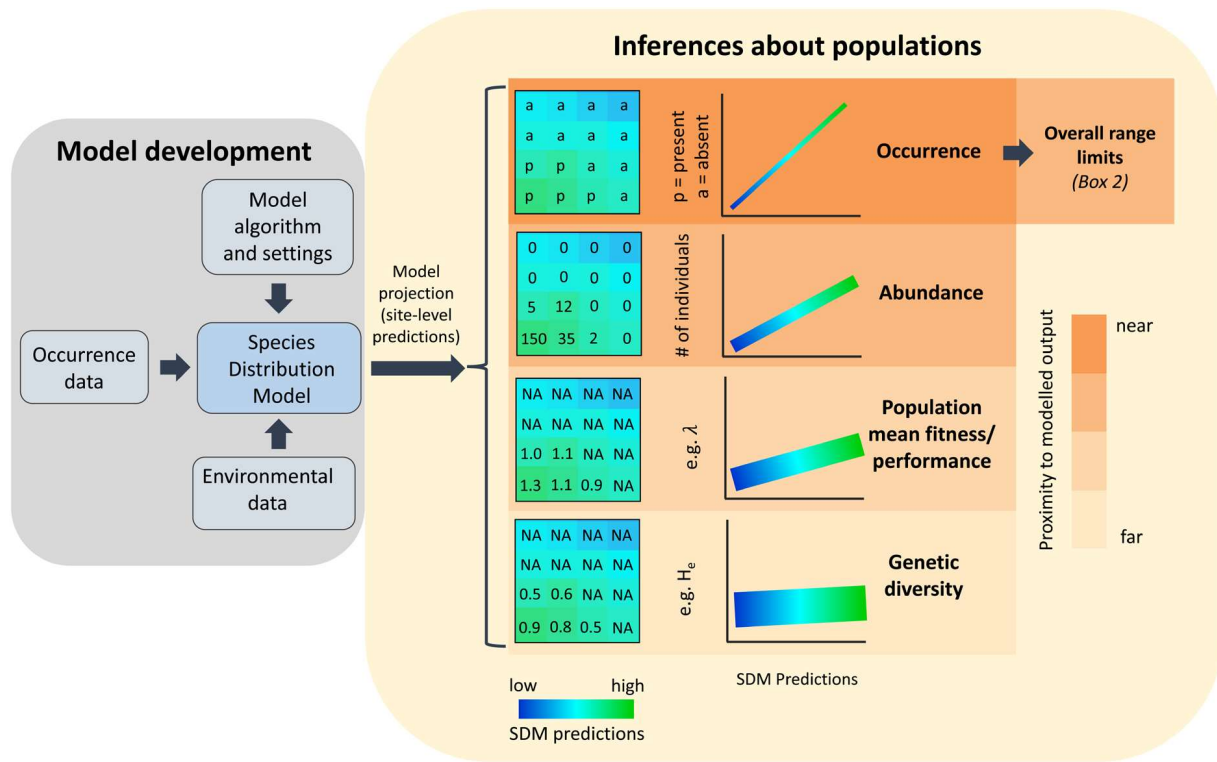 Model development
Model
algorithm
and settings
Occurrence
data
Species
Distribution
Model
Environmental
data
Model
projection
(site-level
predictions)
Inferences about populations
a a a a
a a a a
p p a a
p p p a
p = present
a = absent
Occurrence
Overall range
limits
(Box 2)
0 0 0 0
0 0 0 0
5 12 0 0
150 35 2 0
# of individuals
Abundance
NA NA NA NA
NA NA NA NA
1.0 1.1 NA NA
1.3 1.1 0.9 NA
e.g. λ
Population
mean fitness/
performance
NA NA NA NA
NA NA NA NA
0.5 0.6 NA NA
0.9 0.8 0.5 NA
e.g. Hₑ
Genetic
diversity
SDM Predictions
low high
SDM predictions
Proximity to modelled output
near
far